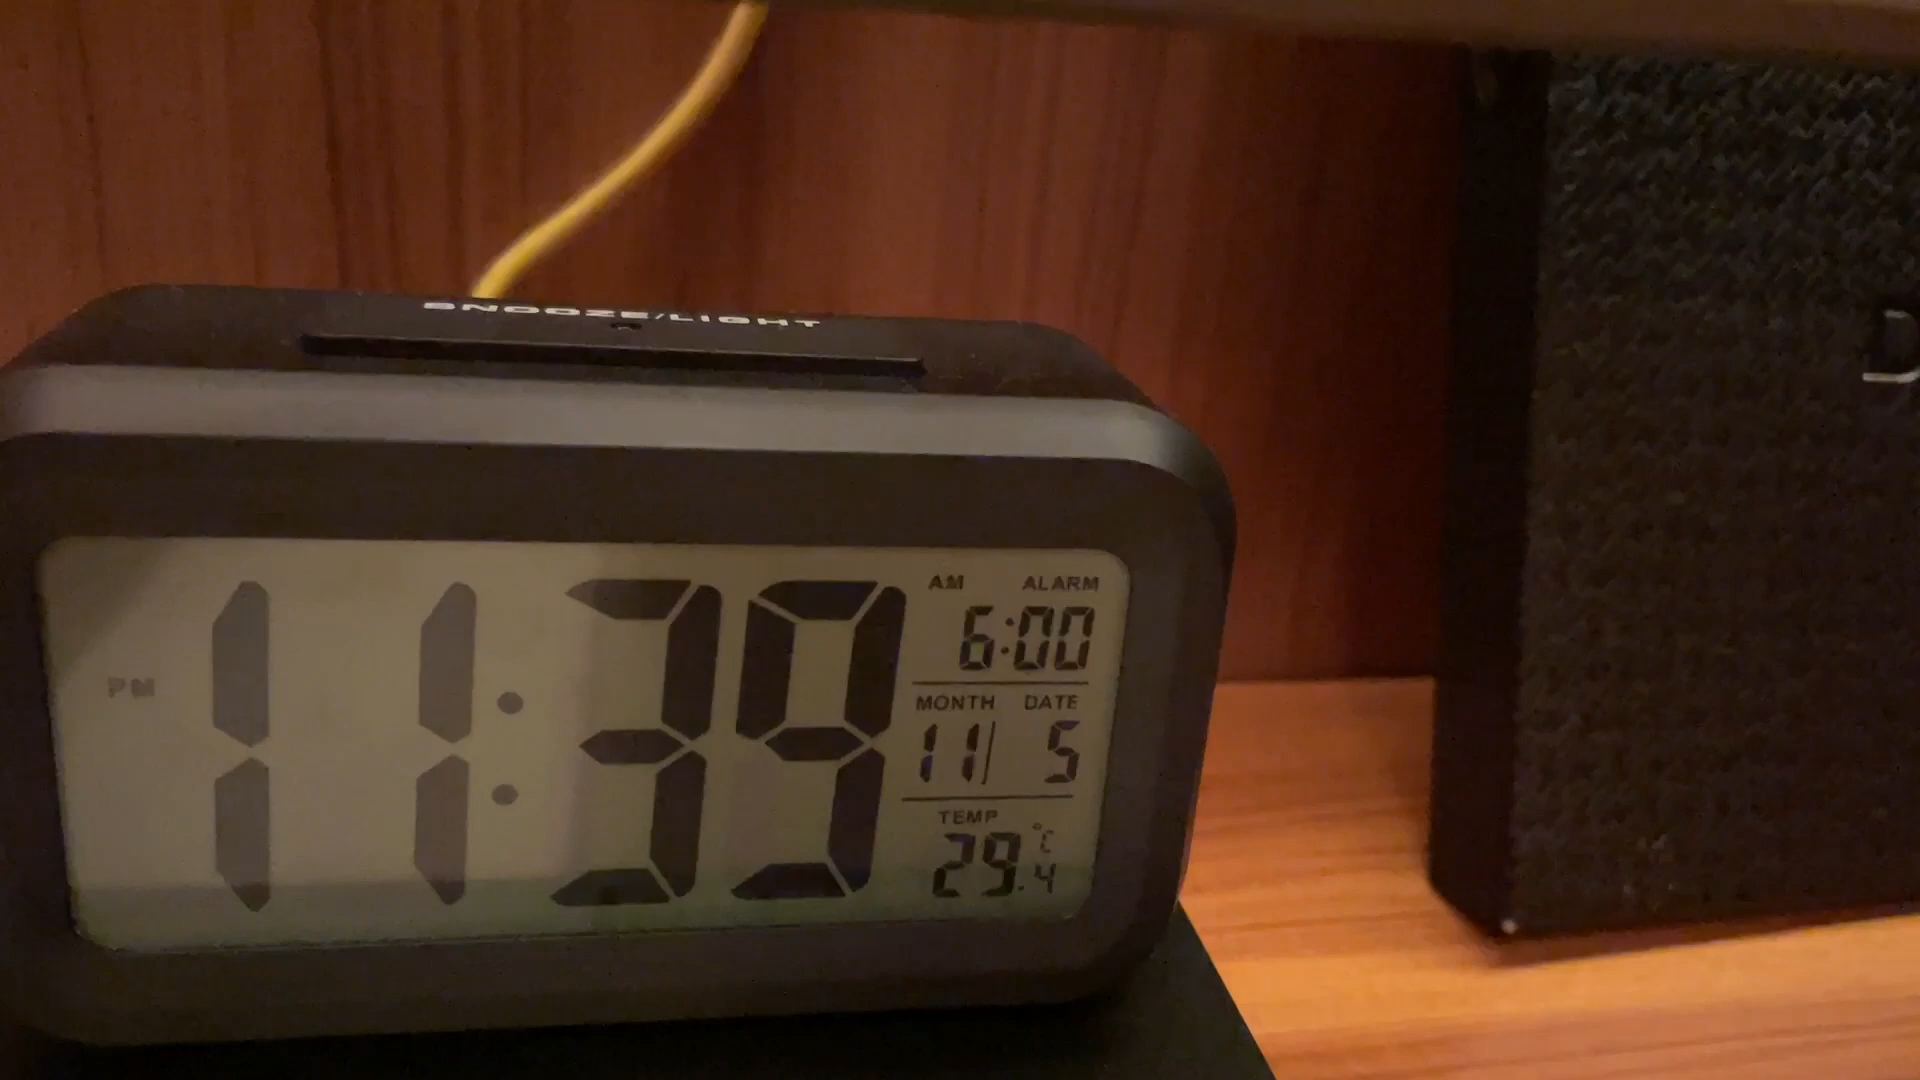 SNOOZE/LIGHT
PM 11:39
AM ALARM
6:00
MONTH DATE
11 5
TEMP
29.4 °C
D